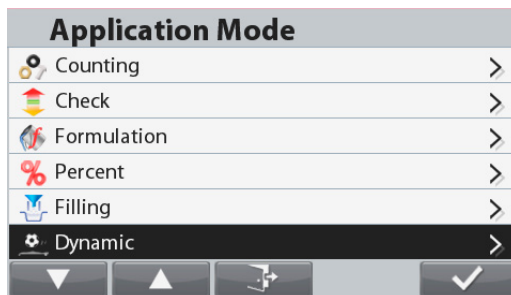 Application Mode
Counting
Check
Formulation
Percent
Filling
Dynamic